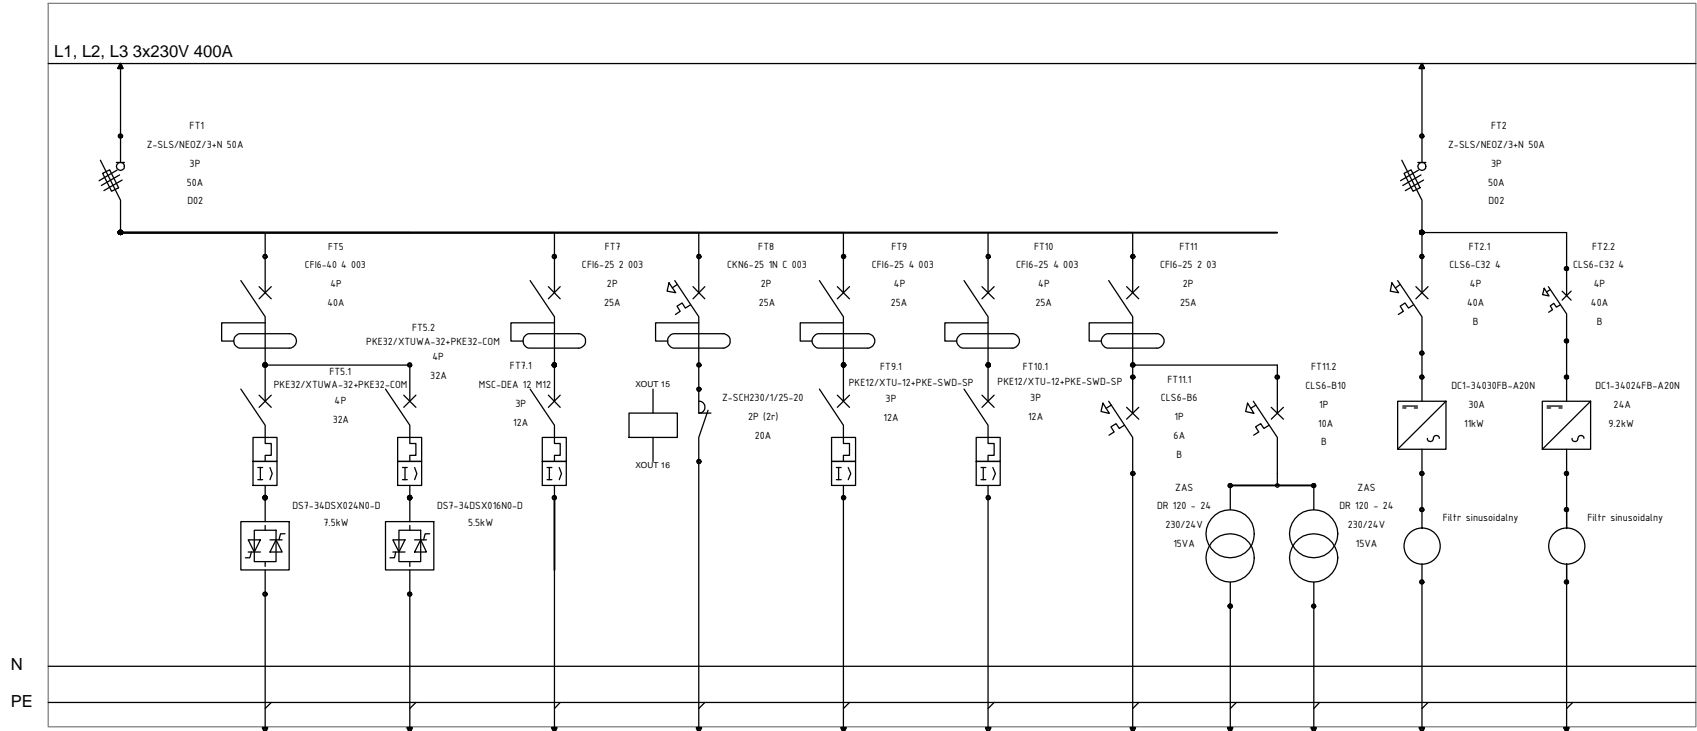 L1, L2, L3 3x230V 400A
FT1
Z-SLS/NEOZ/3+N 50A
3P
50A
D02
FT2
Z-SLS/NEOZ/3+N 50A
3P
50A
D02
FT5
CFI6-40 4 003
4P
40A
FT7
CFI6-25 2 003
2P
25A
FT8
CKN6-25 1N C 003
2P
25A
FT9
CFI6-25 4 003
4P
25A
FT10
CFI6-25 4 003
4P
25A
FT11
CFI6-25 2 03
2P
25A
FT2.1
CLS6-C32 4
4P
40A
B
FT2.2
CLS6-C32 4
4P
40A
B
FT5.2
PKE32/XTUWA-32+PKE32-COM
4P
32A
FT5.1
PKE32/XTUWA-32+PKE32-COM
4P
32A
FT7.1
MSC-DEA 12 M12
3P
12A
XOUT 15
XOUT 16
Z-SCH230/1/25-20
2P (2r)
20A
FT9.1
PKE12/XTU-12+PKE-SWD-SP
3P
12A
FT10.1
PKE12/XTU-12+PKE-SWD-SP
3P
12A
FT11.1
CLS6-B6
1P
6A
B
FT11.2
CLS6-B10
1P
10A
B
DC1-34030FB-A20N
30A
11kW
DC1-34024FB-A20N
24A
9.2kW
I >
I >
I >
I >
I >
DS7-34DSX024N0-D
7.5kW
DS7-34DSX016N0-D
5.5kW
ZAS
DR 120 - 24
230/24V
15VA
ZAS
DR 120 - 24
230/24V
15VA
Filtr sinusoidalny
Filtr sinusoidalny
N
PE